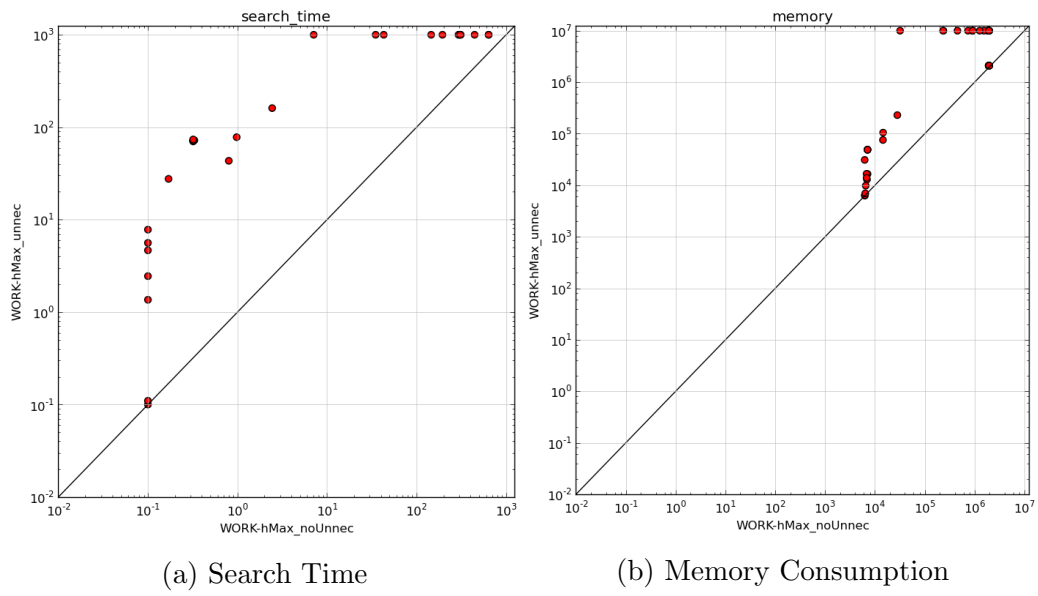 search_time
10^3
10^2
10^1
10^0
10^-1
10^-2
WORK-hMax_unnec
10^-2 10^-1 10^0 10^1 10^2 10^3
WORK-hMax_noUnnec
(a) Search Time
memory
10^7
10^6
10^5
10^4
10^3
10^2
10^1
10^0
10^-1
10^-2
WORK-hMax_unnec
10^-2 10^-1 10^0 10^1 10^2 10^3 10^4 10^5 10^6 10^7
WORK-hMax_noUnnec
(b) Memory Consumption